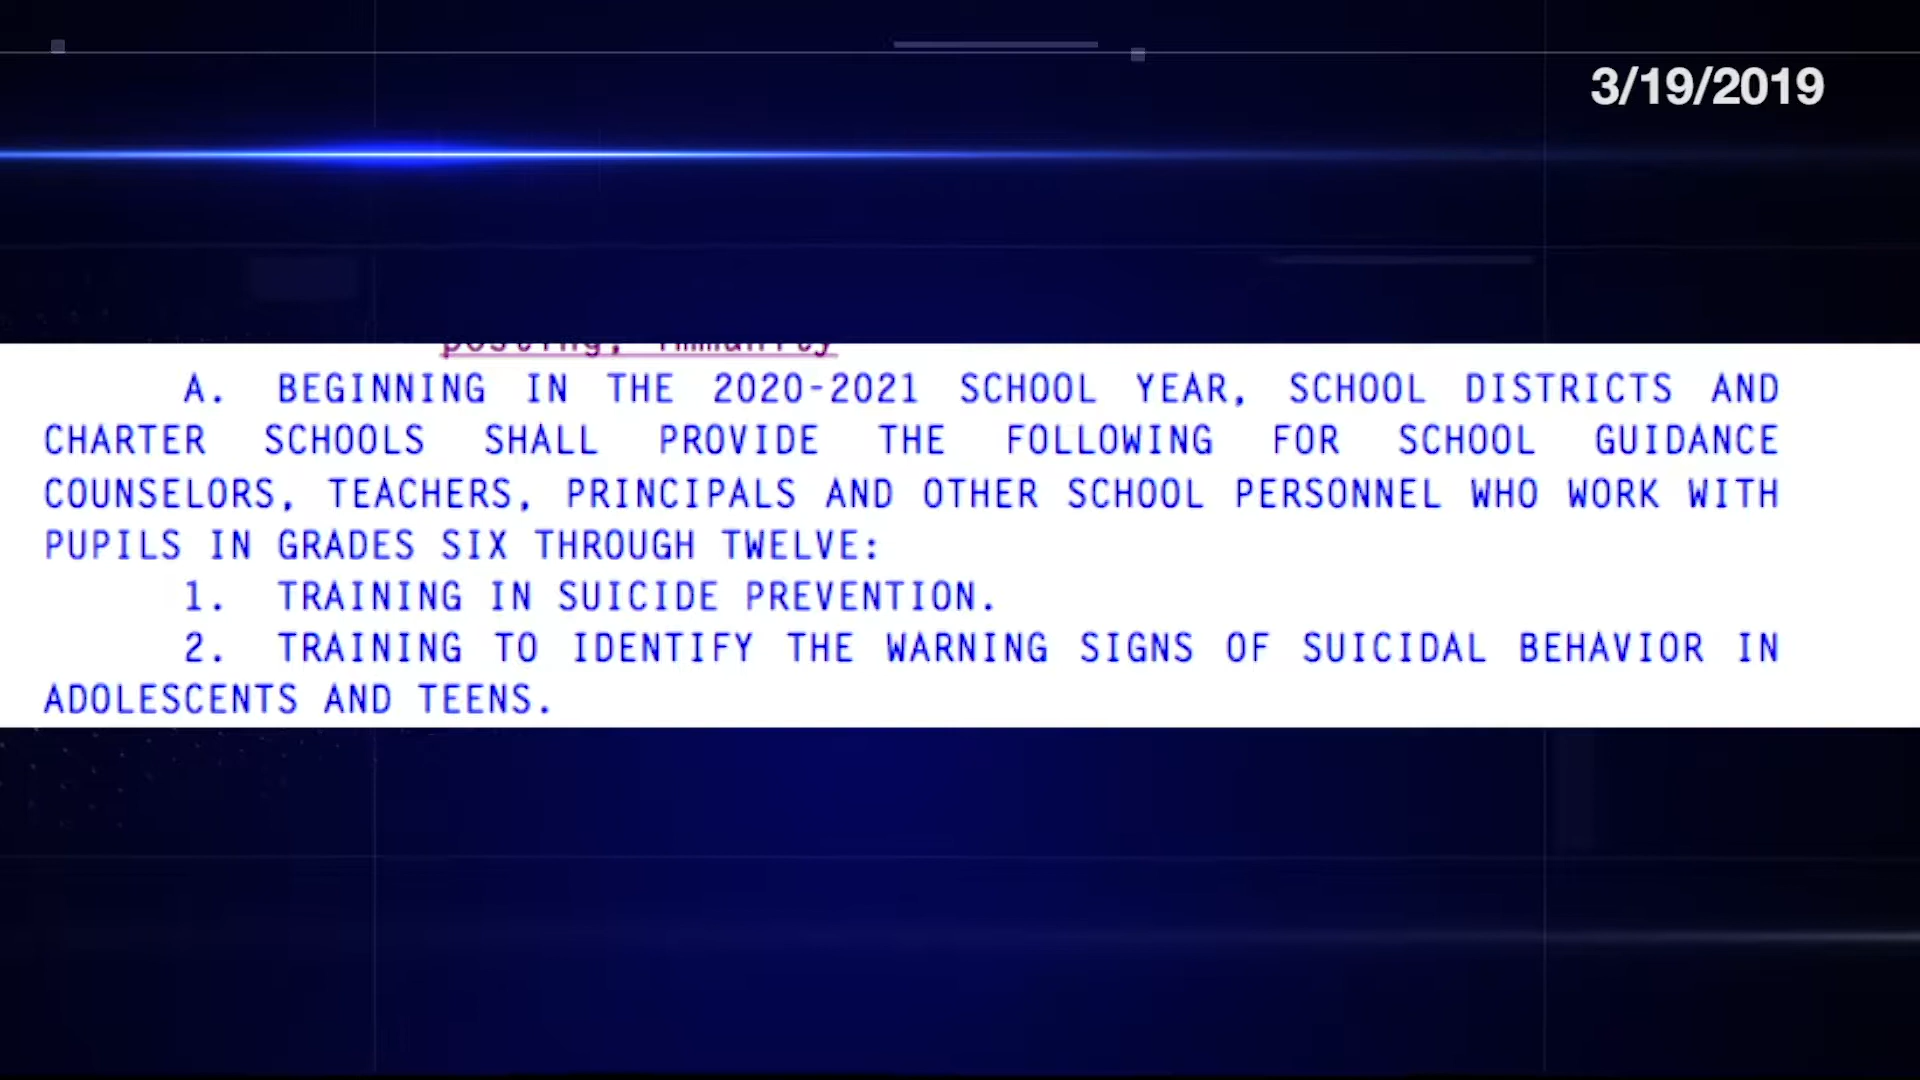 3/19/2019
posting; immunity
A. BEGINNING IN THE 2020-2021 SCHOOL YEAR, SCHOOL DISTRICTS AND
CHARTER SCHOOLS SHALL PROVIDE THE FOLLOWING FOR SCHOOL GUIDANCE
COUNSELORS, TEACHERS, PRINCIPALS AND OTHER SCHOOL PERSONNEL WHO WORK WITH
PUPILS IN GRADES SIX THROUGH TWELVE:
1. TRAINING IN SUICIDE PREVENTION.
2. TRAINING TO IDENTIFY THE WARNING SIGNS OF SUICIDAL BEHAVIOR IN
ADOLESCENTS AND TEENS.